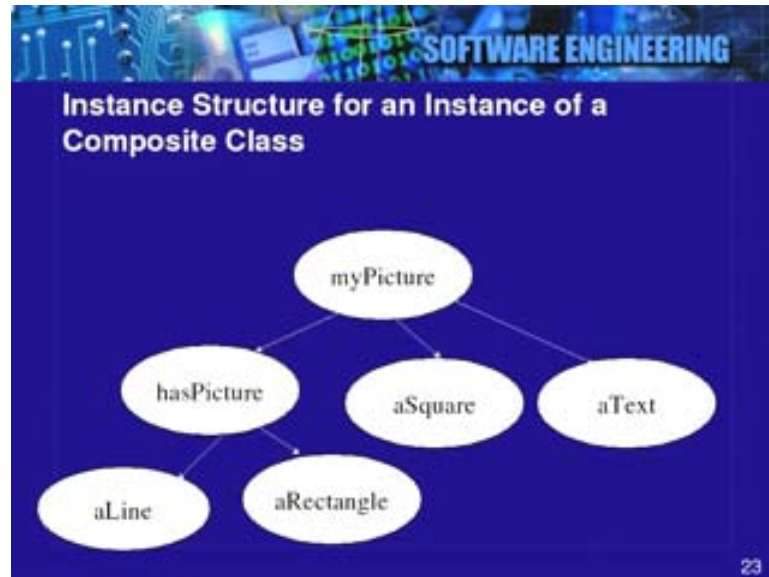 SOFTWARE ENGINEERING
Instance Structure for an Instance of a
Composite Class
myPicture
hasPicture
aSquare
aText
aLine
aRectangle
23